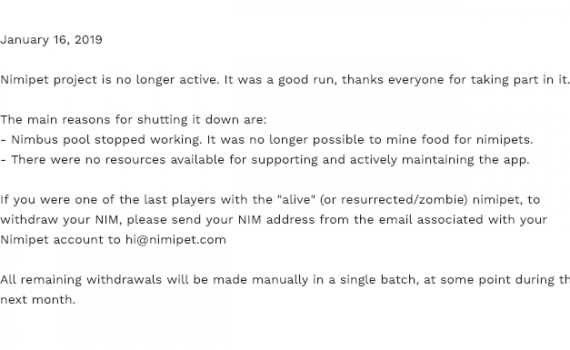 January 16, 2019
Nimipet project is no longer active. It was a good run, thanks everyone for taking part in it.
The main reasons for shutting it down are:
- Nimbus pool stopped working. It was no longer possible to mine food for nimipets.
- There were no resources available for supporting and actively maintaining the app.
If you were one of the last players with the "alive" (or resurrected/zombie) nimipet, to
withdraw your NIM, please send your NIM address from the email associated with your
Nimipet account to hi@nimipet.com
All remaining withdrawals will be made manually in a single batch, at some point during th
next month.